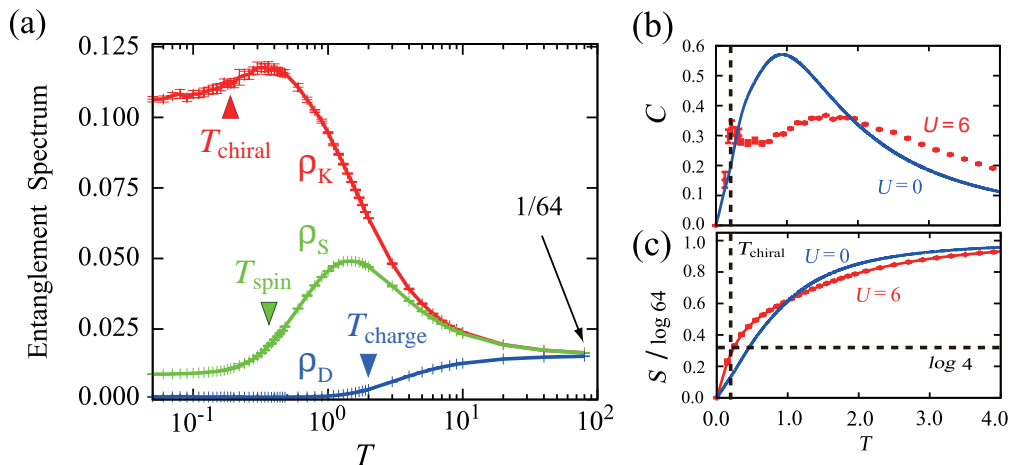 (a)
Entanglement Spectrum
0.125
0.100
0.075
0.050
0.025
0.000
T_chiral
ρ_K
ρ_S
T_spin
ρ_D
T_charge
1/64
10^-1
10^0
10^1
10^2
T
(b)
C
0.6
0.5
0.4
0.3
0.2
0.1
0.0
U = 6
U = 0
(c)
S / log 64
1.0
0.8
0.6
0.4
0.2
0.0
T_chiral
U = 0
U = 6
log 4
0.0
1.0
2.0
3.0
4.0
T